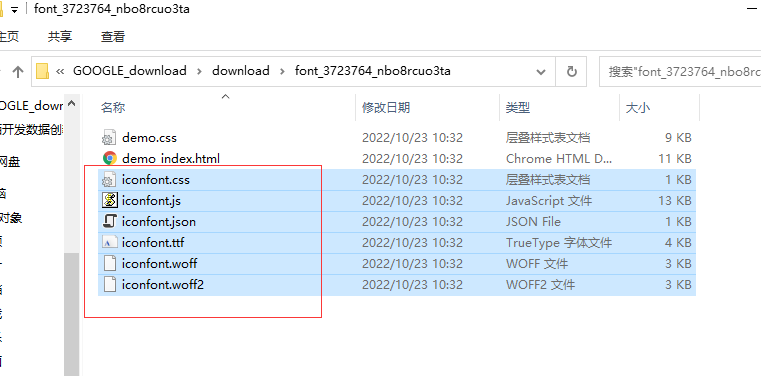 font_3723764_nbo8rcuo3ta
主页 共享 查看
« GOOGLE_download › download › font_3723764_nbo8rcuo3ta
搜索"font_3723764_nbo8rc
名称 修改日期 类型 大小
demo.css 2022/10/23 10:32 层叠样式表文档 9 KB
demo_index.html 2022/10/23 10:32 Chrome HTML D... 11 KB
iconfont.css 2022/10/23 10:32 层叠样式表文档 1 KB
iconfont.js 2022/10/23 10:32 JavaScript 文件 13 KB
iconfont.json 2022/10/23 10:32 JSON File 1 KB
iconfont.ttf 2022/10/23 10:32 TrueType 字体文件 4 KB
iconfont.woff 2022/10/23 10:32 WOFF 文件 3 KB
iconfont.woff2 2022/10/23 10:32 WOFF2 文件 3 KB
OGLE_dow
开发数据创
网盘
脑
对象